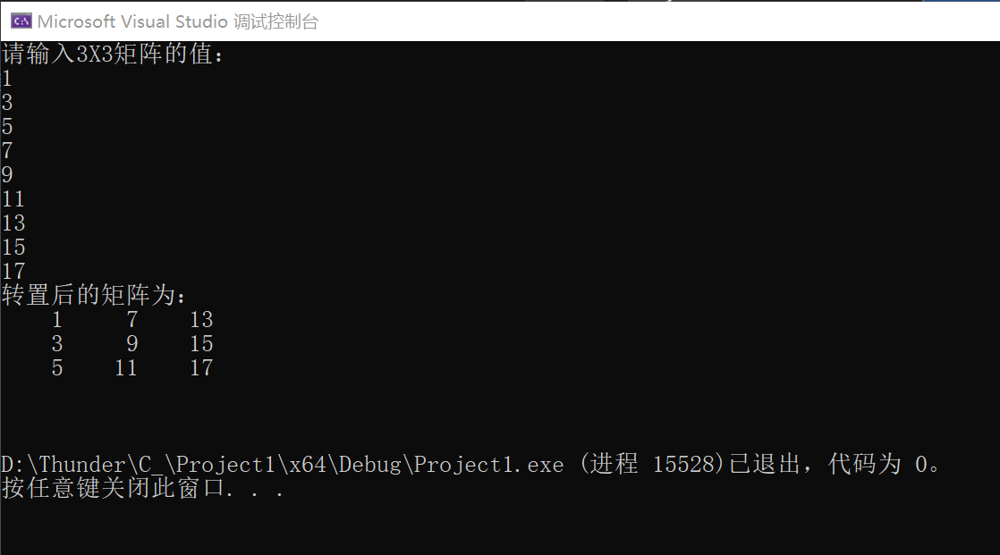 Microsoft Visual Studio 调试控制台
请输入3X3矩阵的值：
1
3
5
7
9
11
13
15
17
转置后的矩阵为：
    1     7    13
    3     9    15
    5    11    17
D:\Thunder\C_\Project1\x64\Debug\Project1.exe (进程 15528)已退出，代码为 0。
按任意键关闭此窗口. . .